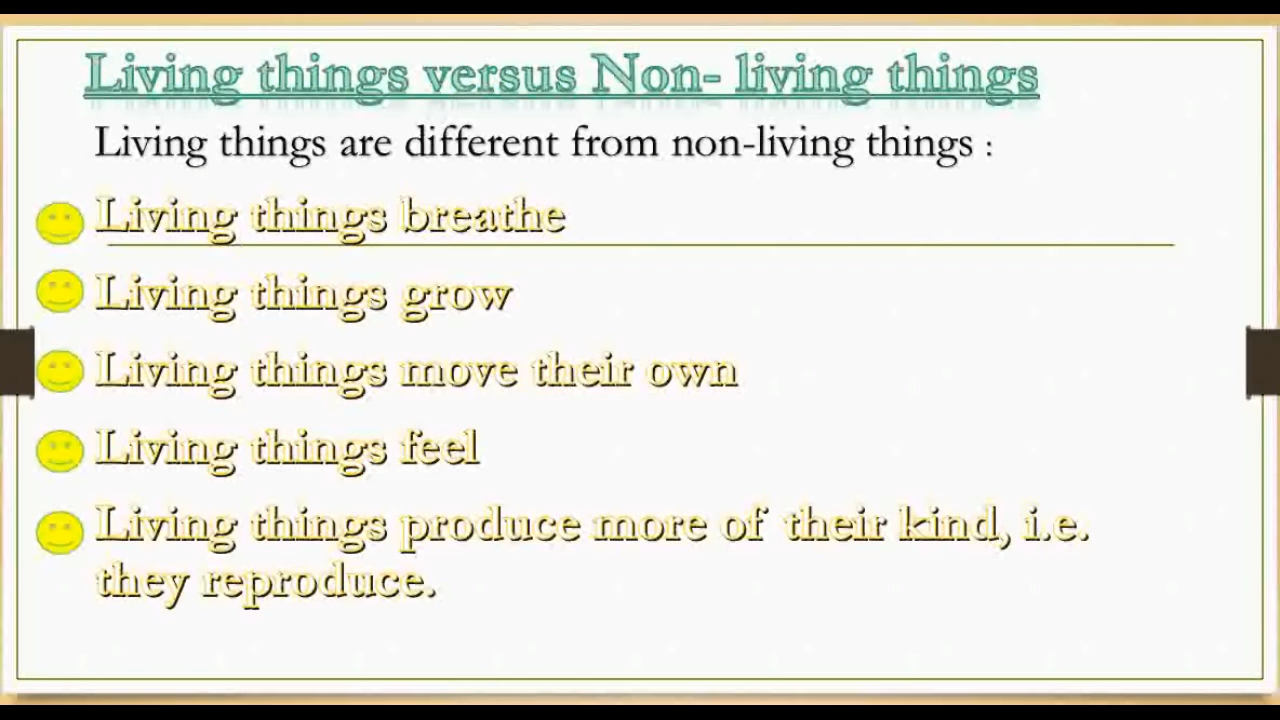 Living things versus Non- living things
Living things are different from non-living things :
Living things breathe
Living things grow
Living things move their own
Living things feel
Living things produce more of their kind, i.e.
they reproduce.